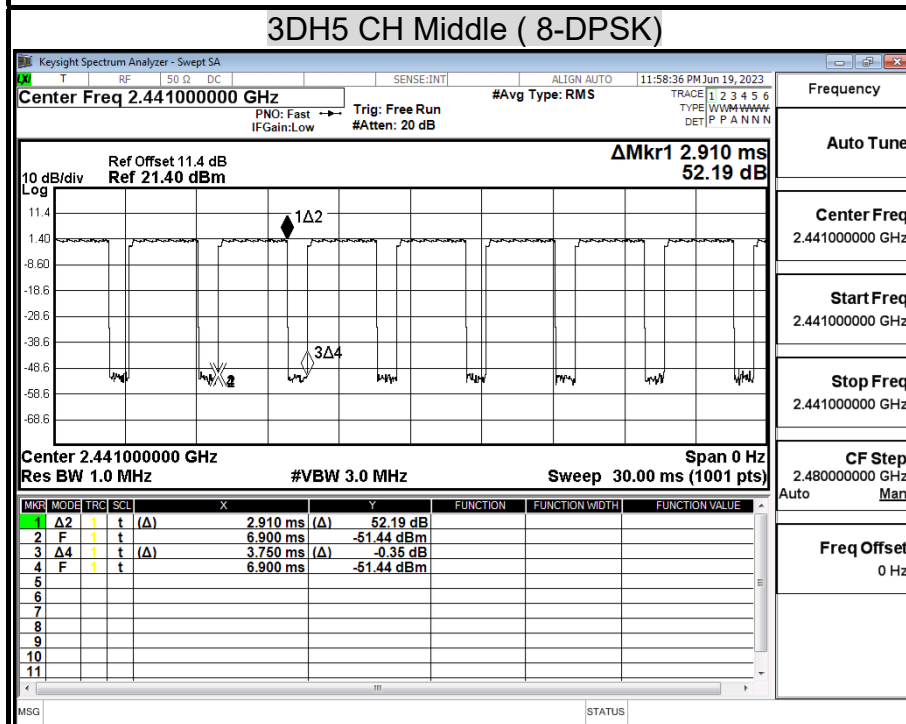 3DH5 CH Middle ( 8-DPSK)
Keysight Spectrum Analyzer - Swept SA
LXI T RF 50 Ω DC SENSE:INT ALIGN AUTO 11:58:36 PM Jun 19, 2023
Center Freq 2.441000000 GHz
#Avg Type: RMS
TRACE 1 2 3 4 5 6
PNO: Fast
Trig: Free Run
TYPE
IFGain:Low
#Atten: 20 dB
DET P P A N N N
Frequency
Auto Tune
Center Freq
2.441000000 GHz
Start Freq
2.441000000 GHz
Stop Freq
2.441000000 GHz
CF Step
2.480000000 GHz
Auto Man
Freq Offset
0 Hz
ΔMkr1 2.910 ms
52.19 dB
Ref Offset 11.4 dB
10 dB/div Ref 21.40 dBm
Log
11.4
1.40
-8.60
-18.6
-28.6
-38.6
-48.6
-58.6
-68.6
1Δ2
3Δ4
Center 2.441000000 GHz Span 0 Hz
Res BW 1.0 MHz #VBW 3.0 MHz Sweep 30.00 ms (1001 pts)
MKR MODE TRC SCL X Y FUNCTION FUNCTION WIDTH FUNCTION VALUE
1 Δ2 1 t (Δ) 2.910 ms (Δ) 52.19 dB
2 F 1 t 6.900 ms -51.44 dBm
3 Δ4 1 t (Δ) 3.750 ms (Δ) -0.35 dB
4 F 1 t 6.900 ms -51.44 dBm
5
6
7
8
9
10
11
MSG STATUS